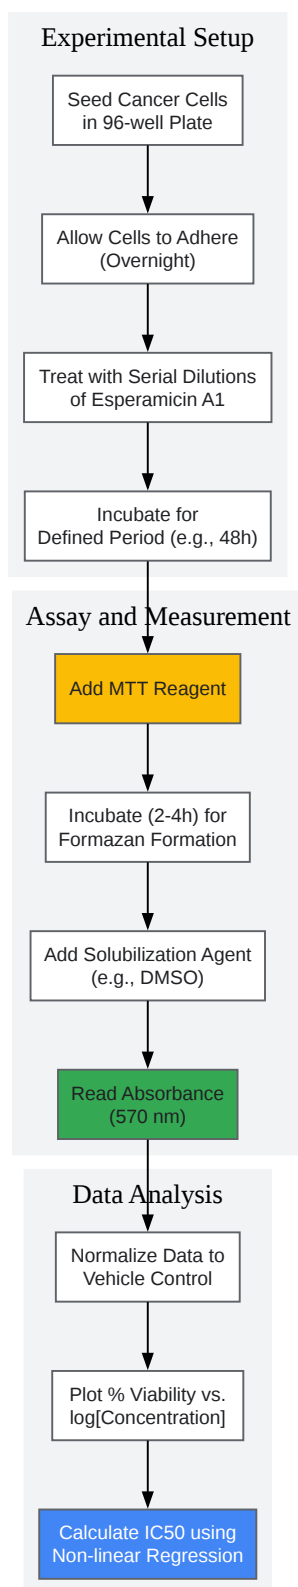 Experimental Setup
Seed Cancer Cells
in 96-well Plate
Allow Cells to Adhere
(Overnight)
Treat with Serial Dilutions
of Esperamicin A1
Incubate for
Defined Period (e.g., 48h)
Assay and Measurement
Add MTT Reagent
Incubate (2-4h) for
Formazan Formation
Add Solubilization Agent
(e.g., DMSO)
Read Absorbance
(570 nm)
Data Analysis
Normalize Data to
Vehicle Control
Plot % Viability vs.
log[Concentration]
Calculate IC50 using
Non-linear Regression